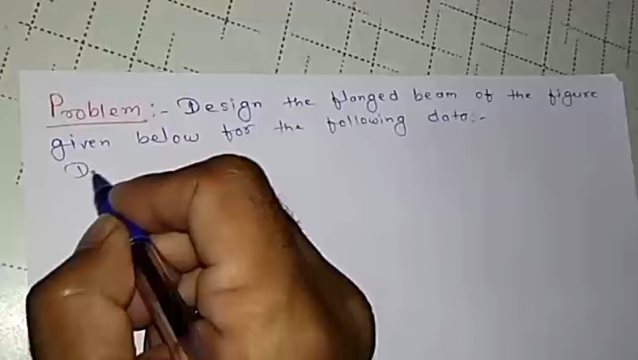 Problem :- Design the flanged beam of the figure
given below for the following data :-
D